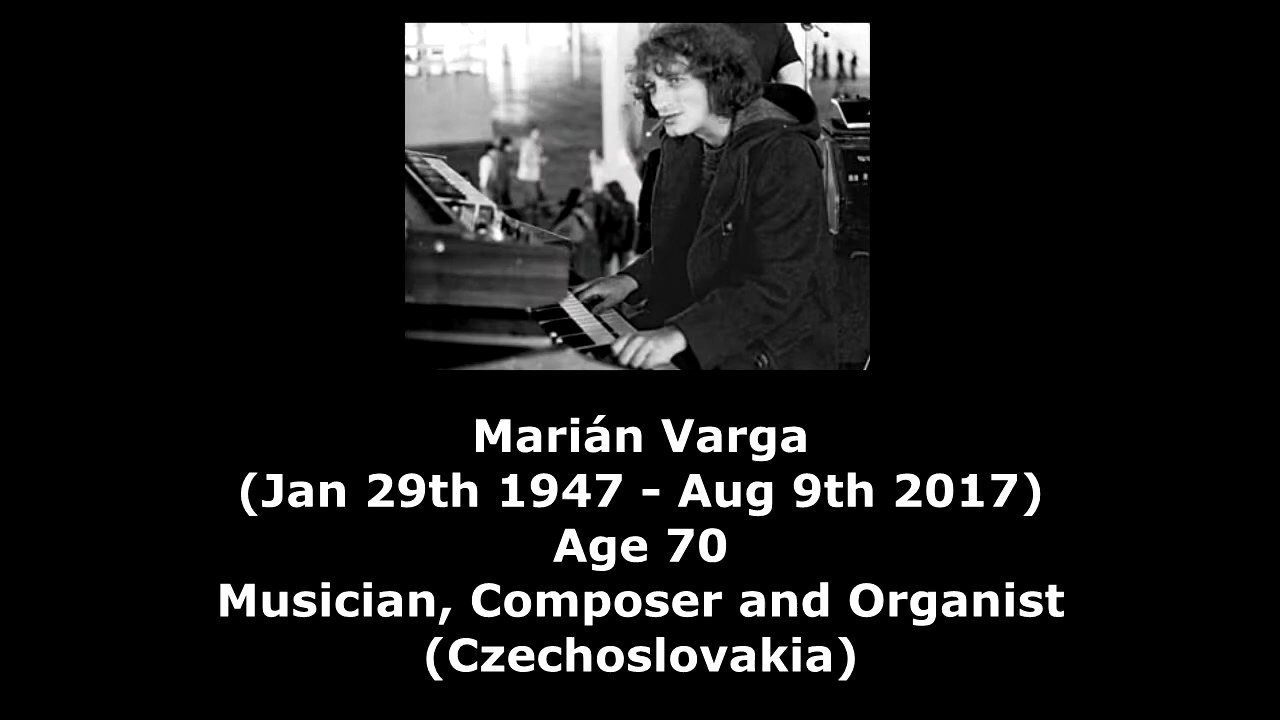 Marián Varga
(Jan 29th 1947 - Aug 9th 2017)
Age 70
Musician, Composer and Organist
(Czechoslovakia)